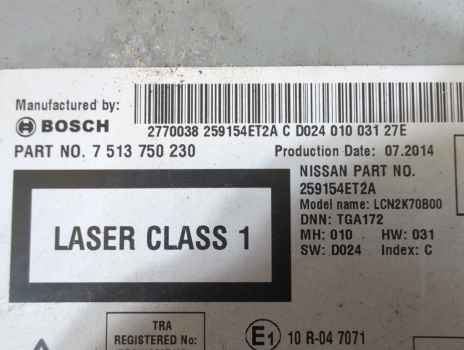 Manufactured by:
BOSCH
2770038 259154ET2A C D024 010 031 27E
PART NO. 7 513 750 230
Production Date: 07.2014
NISSAN PART NO.
259154ET2A
Model name: LCN2K70B00
DNN: TGA172
MH: 010 HW: 031
SW: D024 Index: C
LASER CLASS 1
TRA
REGISTERED No:
E1 10 R-04 7071